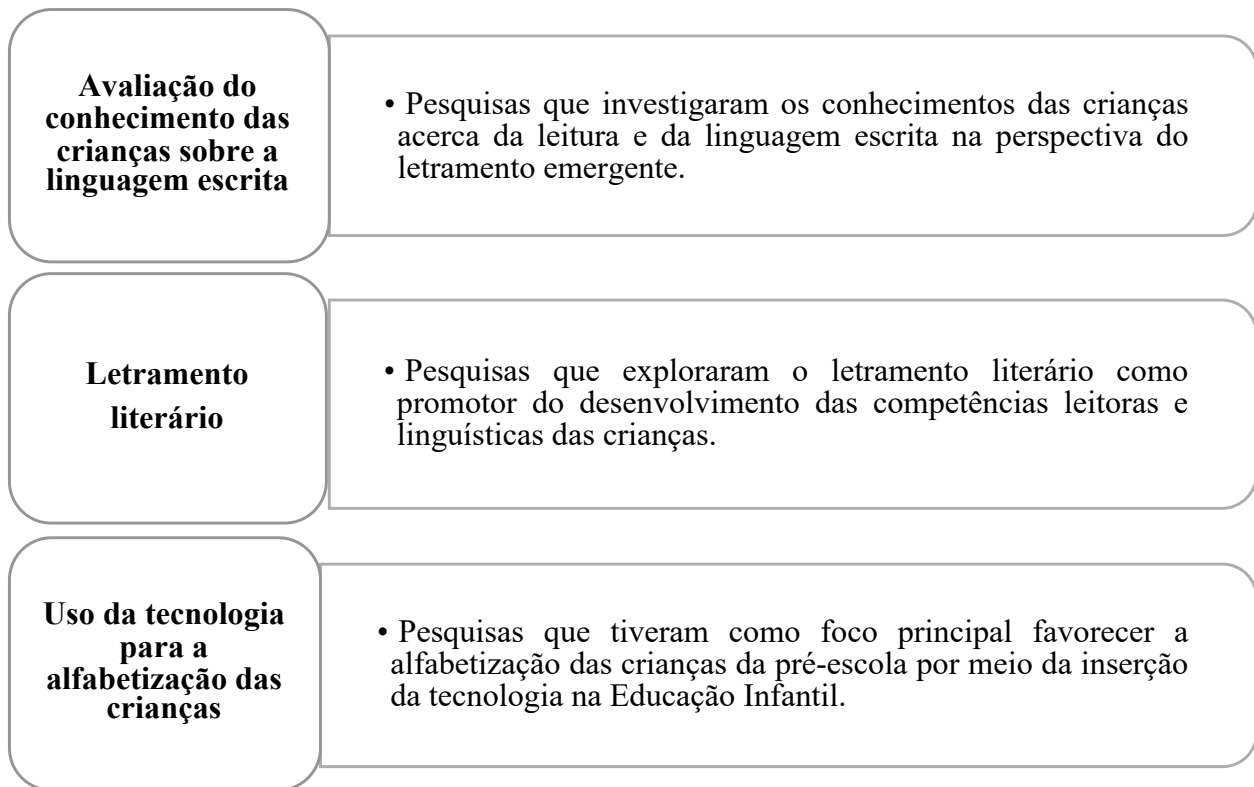 Avaliação do
conhecimento das
crianças sobre a
linguagem escrita
• Pesquisas que investigaram os conhecimentos das crianças
acerca da leitura e da linguagem escrita na perspectiva do
letramento emergente.
Letramento
literário
• Pesquisas que exploraram o letramento literário como
promotor do desenvolvimento das competências leitoras e
linguísticas das crianças.
Uso da tecnologia
para a
alfabetização das
crianças
• Pesquisas que tiveram como foco principal favorecer a
alfabetização das crianças da pré-escola por meio da inserção
da tecnologia na Educação Infantil.